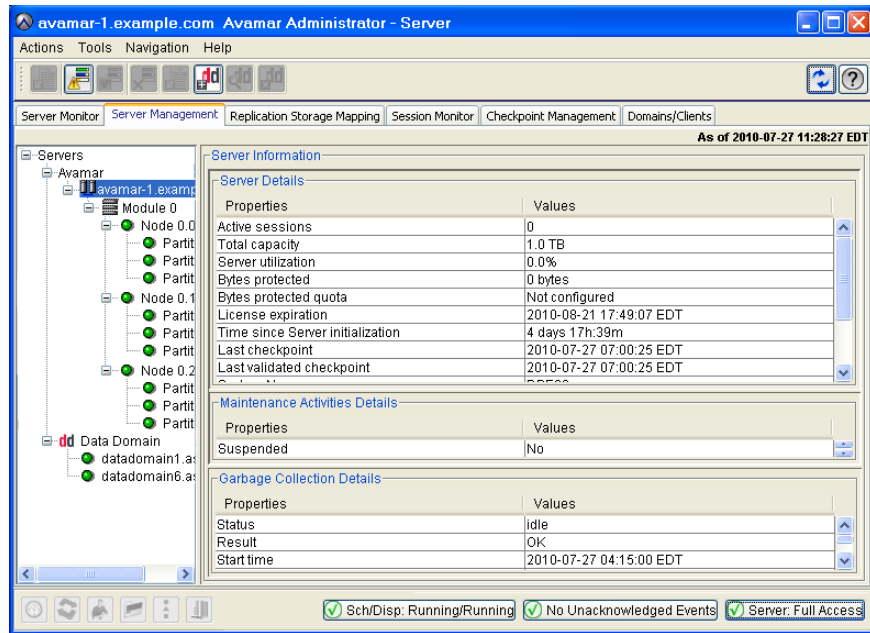 avamar-1.example.com Avamar Administrator - Server
Actions Tools Navigation Help
dd dd dd
Server Monitor Server Management Replication Storage Mapping Session Monitor Checkpoint Management Domains/Clients
As of 2010-07-27 11:28:27 EDT
Servers
Avamar
avamar-1.examp
Module 0
Node 0.0
Partit
Partit
Partit
Node 0.1
Partit
Partit
Partit
Node 0.2
Partit
Partit
Partit
dd Data Domain
datadomain1.as
datadomain6.as
Server Information
Server Details
Properties Values
Active sessions 0
Total capacity 1.0 TB
Server utilization 0.0%
Bytes protected 0 bytes
Bytes protected quota Not configured
License expiration 2010-08-21 17:49:07 EDT
Time since Server initialization 4 days 17h:39m
Last checkpoint 2010-07-27 07:00:25 EDT
Last validated checkpoint 2010-07-27 07:00:25 EDT
Maintenance Activities Details
Properties Values
Suspended No
Garbage Collection Details
Properties Values
Status idle
Result OK
Start time 2010-07-27 04:15:00 EDT
Sch/Disp: Running/Running No Unacknowledged Events Server: Full Access